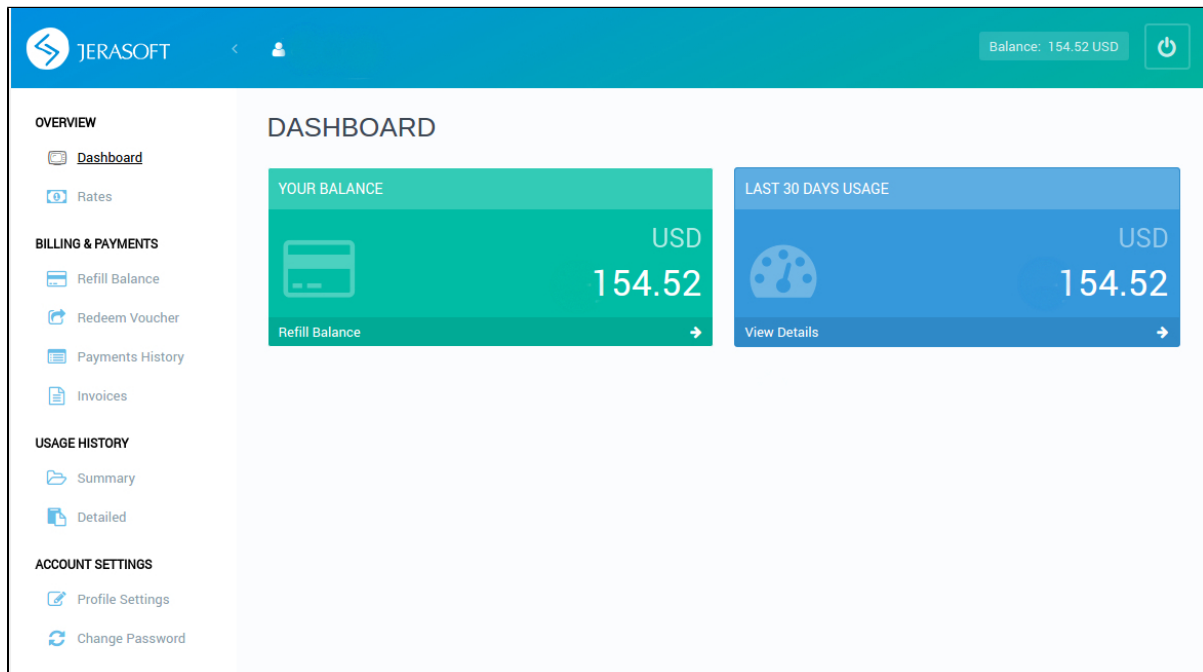 JERASOFT
Balance: 154.52 USD
OVERVIEW
Dashboard
Rates
BILLING & PAYMENTS
Refill Balance
Redeem Voucher
Payments History
Invoices
USAGE HISTORY
Summary
Detailed
ACCOUNT SETTINGS
Profile Settings
Change Password
DASHBOARD
YOUR BALANCE
USD
154.52
Refill Balance
LAST 30 DAYS USAGE
USD
154.52
View Details